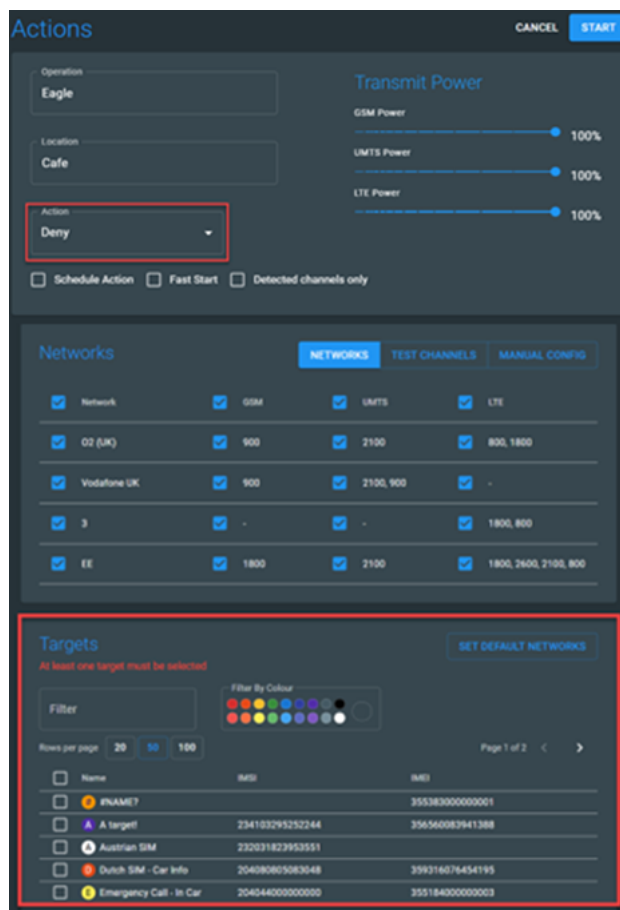 Actions CANCEL START
Operation
Eagle
Transmit Power
GSM Power
100%
Location
Cafe
UMTS Power
100%
LTE Power
100%
Action
Deny
Schedule Action Fast Start Detected channels only
Networks NETWORKS TEST CHANNELS MANUAL CONFIG
Network GSM UMTS LTE
O2 (UK) 900 2100 800, 1800
Vodafone UK 900 2100, 900 -
3 - - 1800, 800
EE 1800 2100 1800, 2600, 2100, 800
Targets SET DEFAULT NETWORKS
At least one target must be selected
Filter
Filter By Colour
Rows per page 20 50 100 Page 1 of 2 < >
Name IMSI IMEI
# #NAME? 355383000000001
A A target! 234103295252244 356560083941388
A Austrian SIM 232031823953551
D Dutch SIM - Car Info 204080805083048 359316076454195
E Emergency Call - In Car 204044000000000 355184000000003